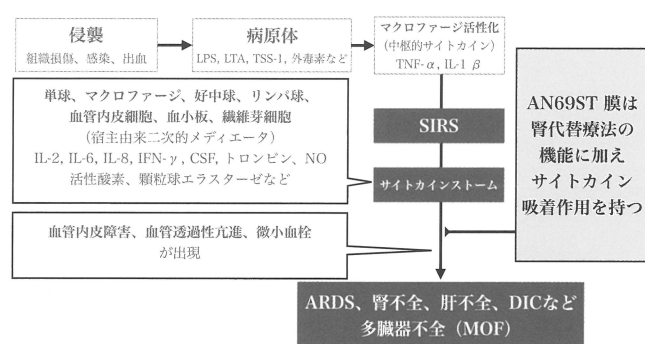 侵襲
組織損傷、感染、出血
病原体
LPS, LTA, TSS-1, 外毒素など
マクロファージ活性化
(中枢的サイトカイン)
TNF-α, IL-1 β
単球、マクロファージ、好中球、リンパ球、
血管内皮細胞、血小板、繊維芽細胞
(宿主由来二次的メディエータ)
IL-2, IL-6, IL-8, IFN-γ, CSF, トロンビン、NO
活性酸素、顆粒球エラスターゼなど
SIRS
サイトカインストーム
AN69ST 膜は
腎代替療法の
機能に加え
サイトカイン
吸着作用を持つ
血管内皮障害、血管透過性亢進、微小血栓
が出現
ARDS、腎不全、肝不全、DICなど
多臓器不全（MOF）